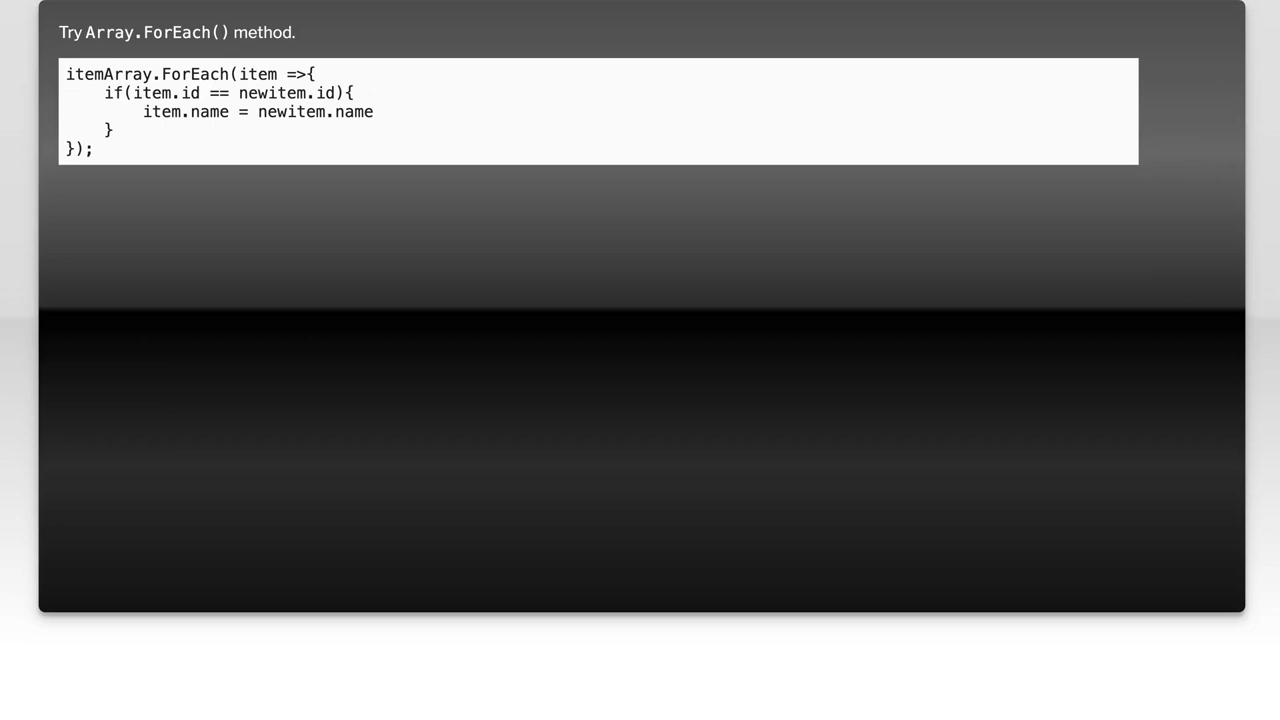 Try Array.ForEach() method.
itemArray.ForEach(item =>{
    if(item.id == newitem.id){
        item.name = newitem.name
    }
});